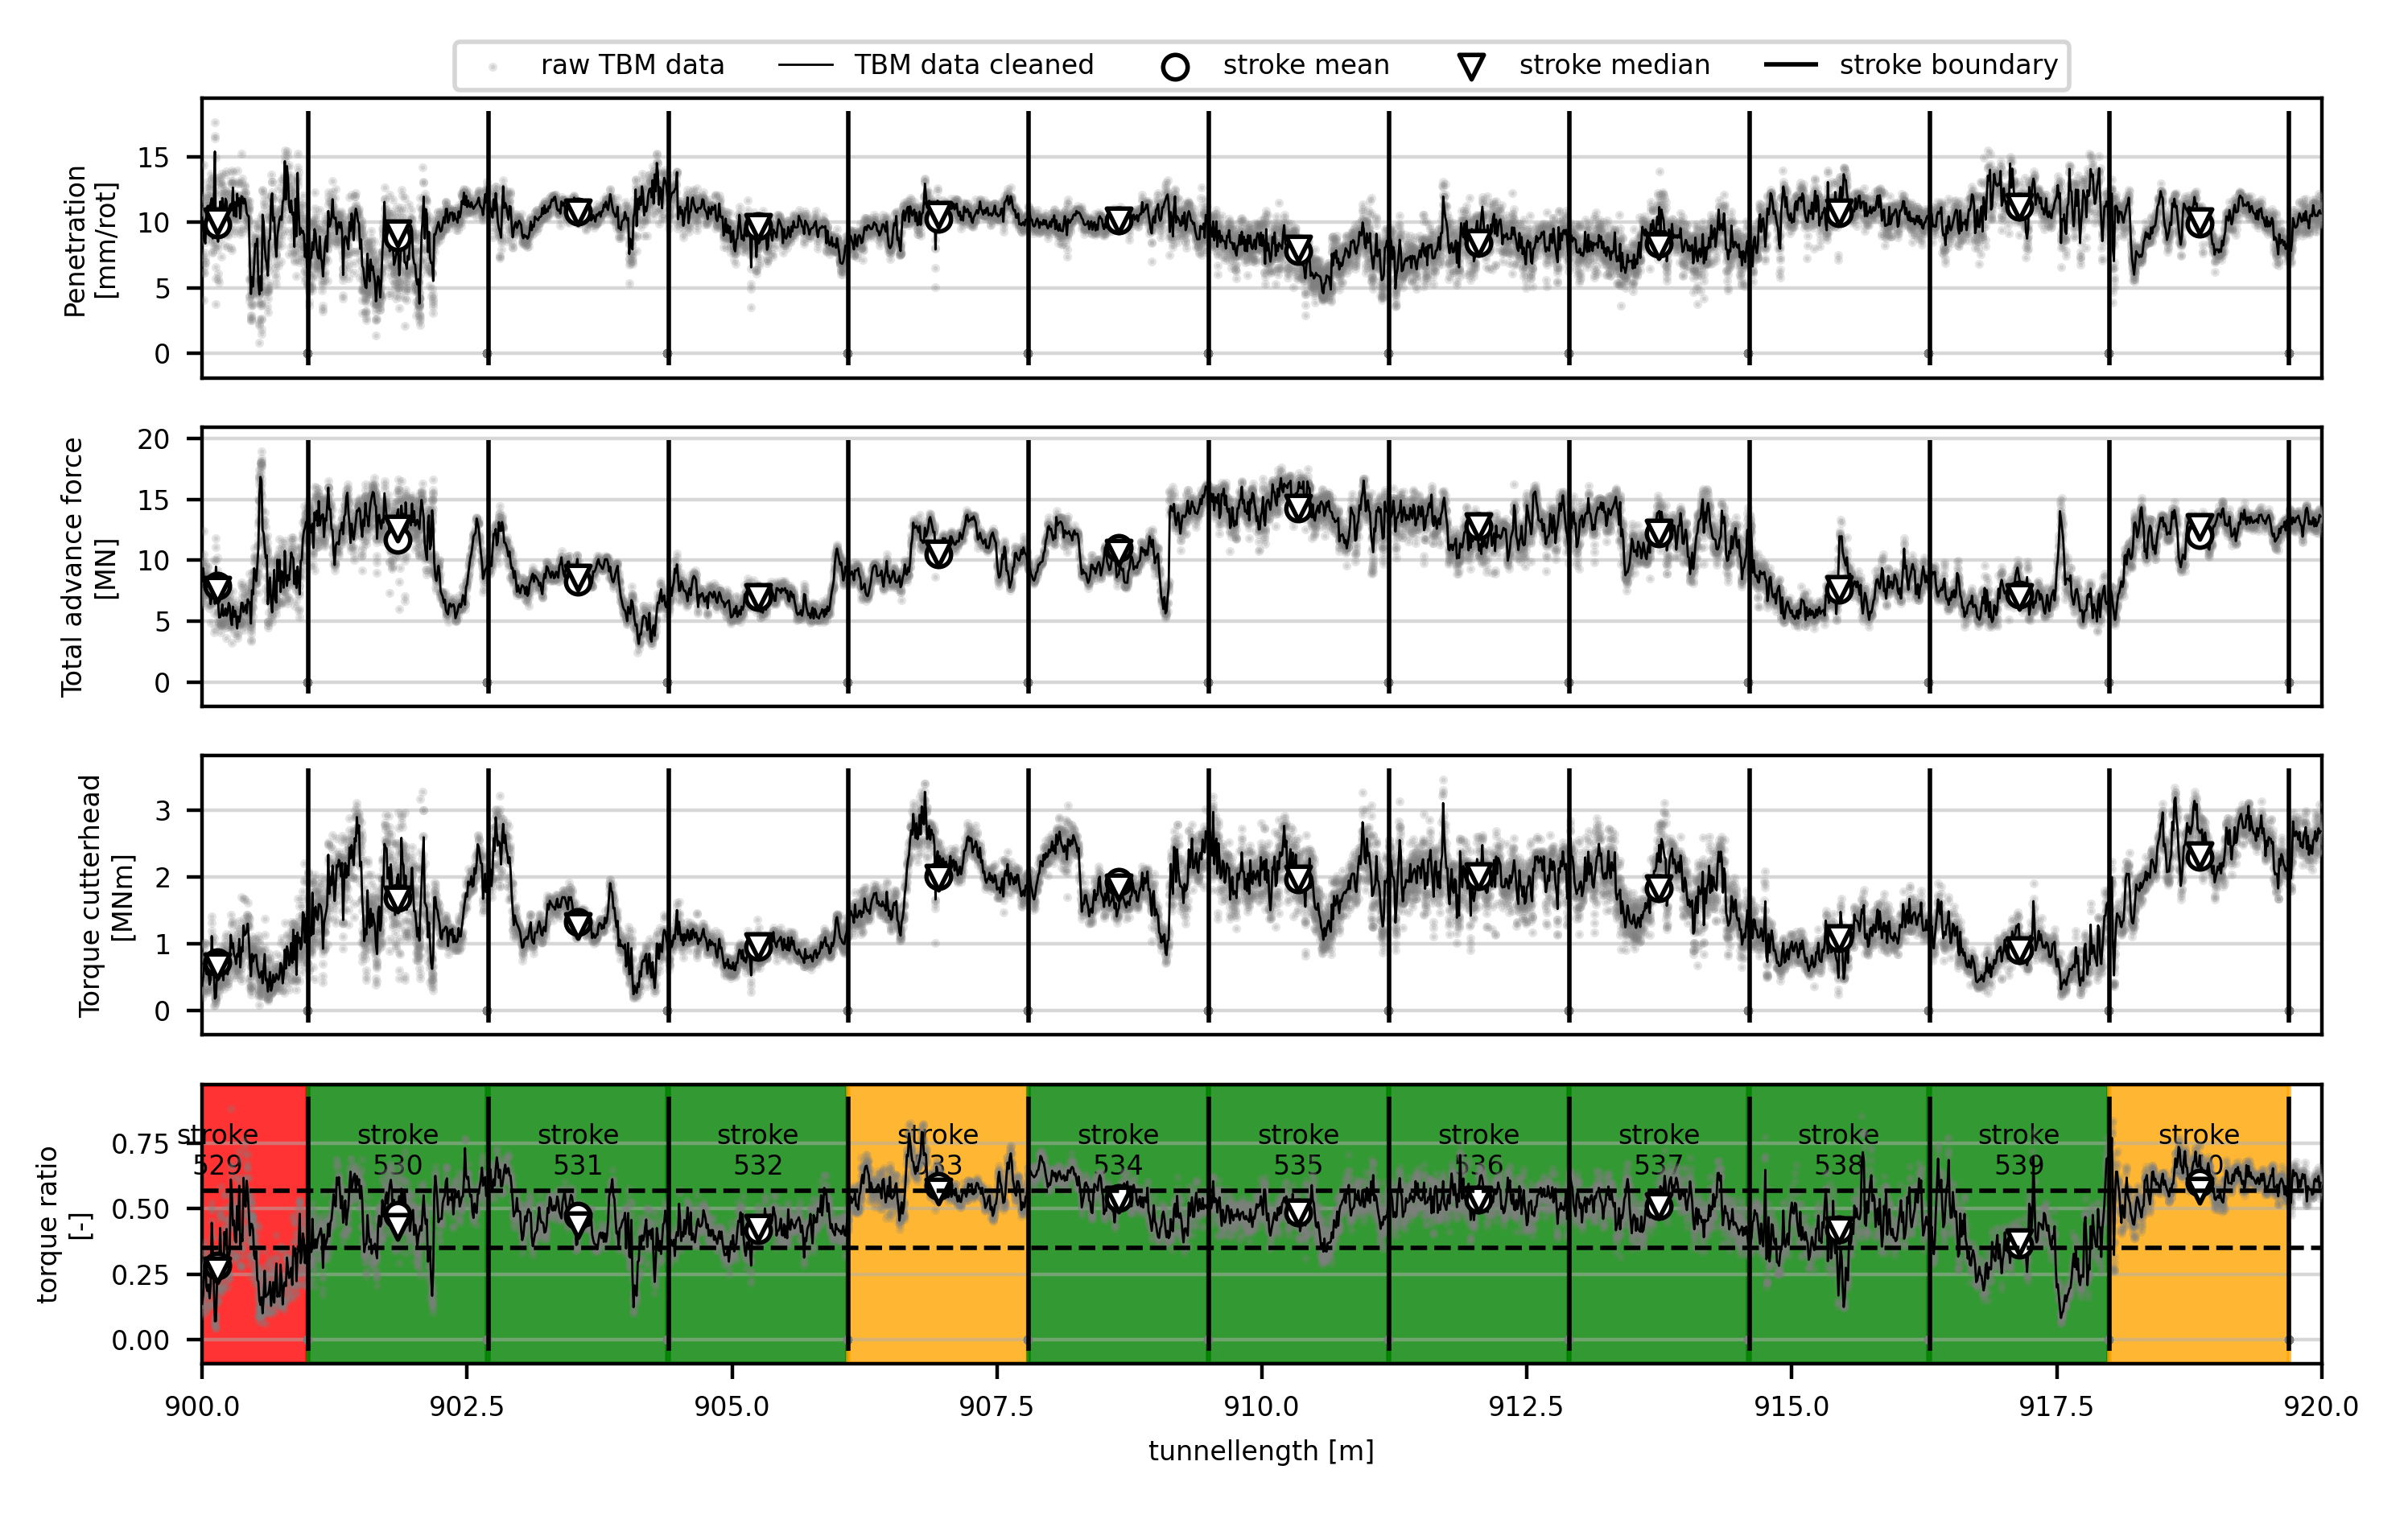 raw TBM data TBM data cleaned stroke mean stroke median stroke boundary
Penetration
[mm/rot]
15
10
5
0
Total advance force
[MN]
20
15
10
5
0
Torque cutterhead
[MNm]
3
2
1
0
torque ratio
[-]
0.75
0.50
0.25
0.00
stroke
529
stroke
530
stroke
531
stroke
532
stroke
533
stroke
534
stroke
535
stroke
536
stroke
537
stroke
538
stroke
539
stroke
900.0 902.5 905.0 907.5 910.0 912.5 915.0 917.5 920.0
tunnellength [m]